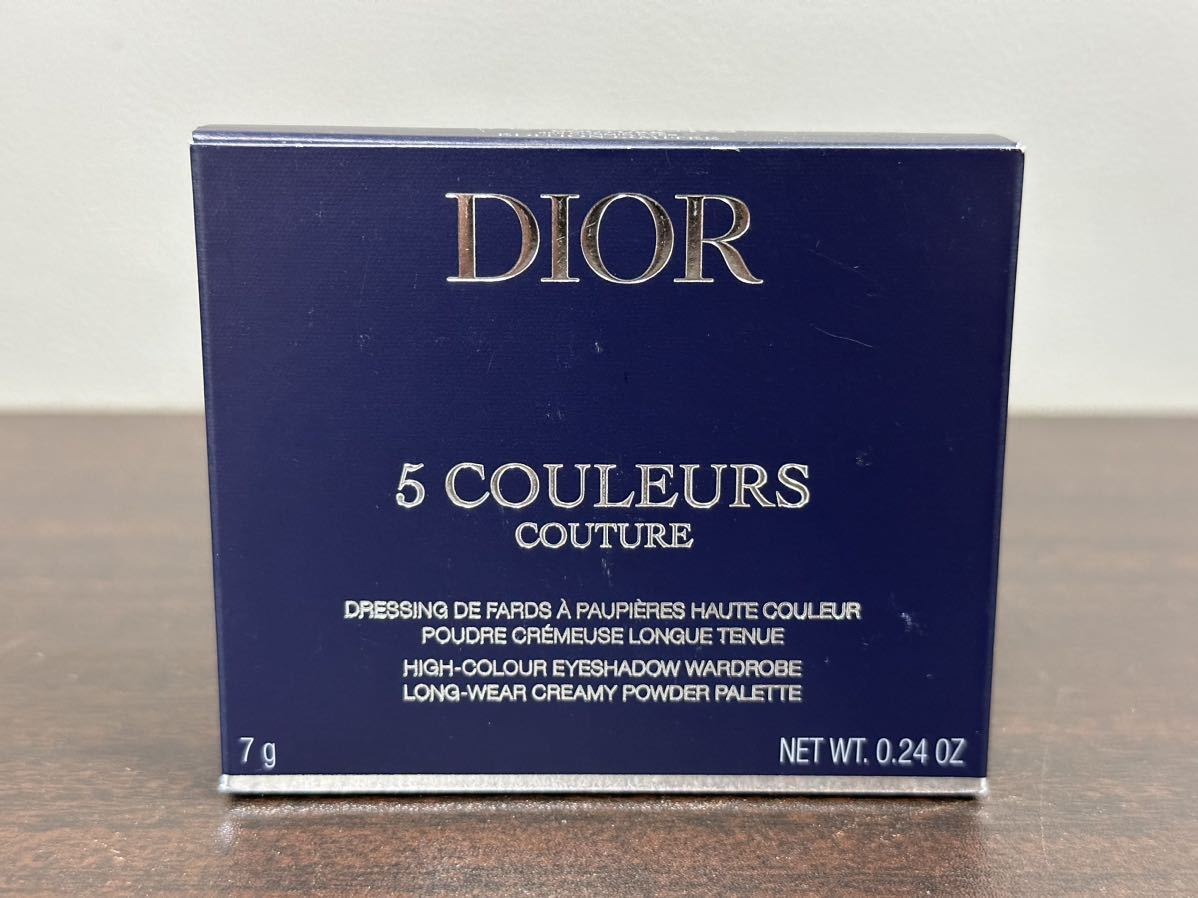 DIOR
5 COULEURS
COUTURE
DRESSING DE FARDS À PAUPIÈRES HAUTE COULEUR
POUDRE CRÉMEUSE LONGUE TENUE
HIGH-COLOUR EYESHADOW WARDROBE
LONG-WEAR CREAMY POWDER PALETTE
7 g
NET WT. 0.24 OZ